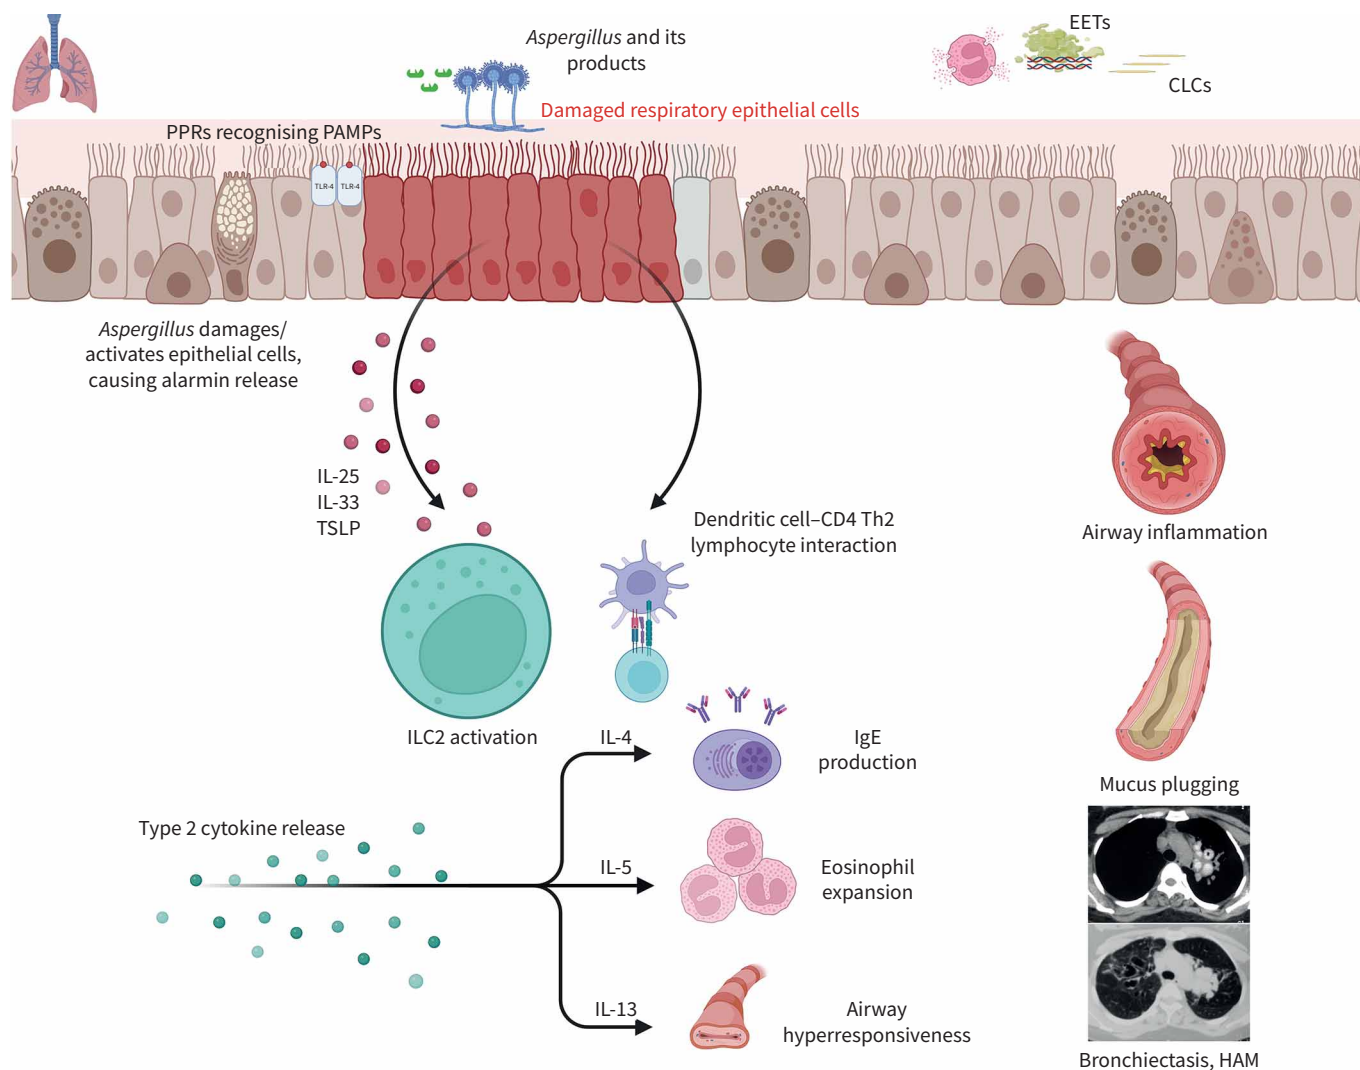 Aspergillus and its
products
EETs
CLCs
Damaged respiratory epithelial cells
PPRs recognising PAMPs
TLR-4
TLR-4
Aspergillus damages/
activates epithelial cells,
causing alarmin release
IL-25
IL-33
TSLP
Dendritic cell–CD4 Th2
lymphocyte interaction
Airway inflammation
ILC2 activation
IL-4
IgE
production
Mucus plugging
Type 2 cytokine release
IL-5
Eosinophil
expansion
IL-13
Airway
hyperresponsiveness
Bronchiectasis, HAM